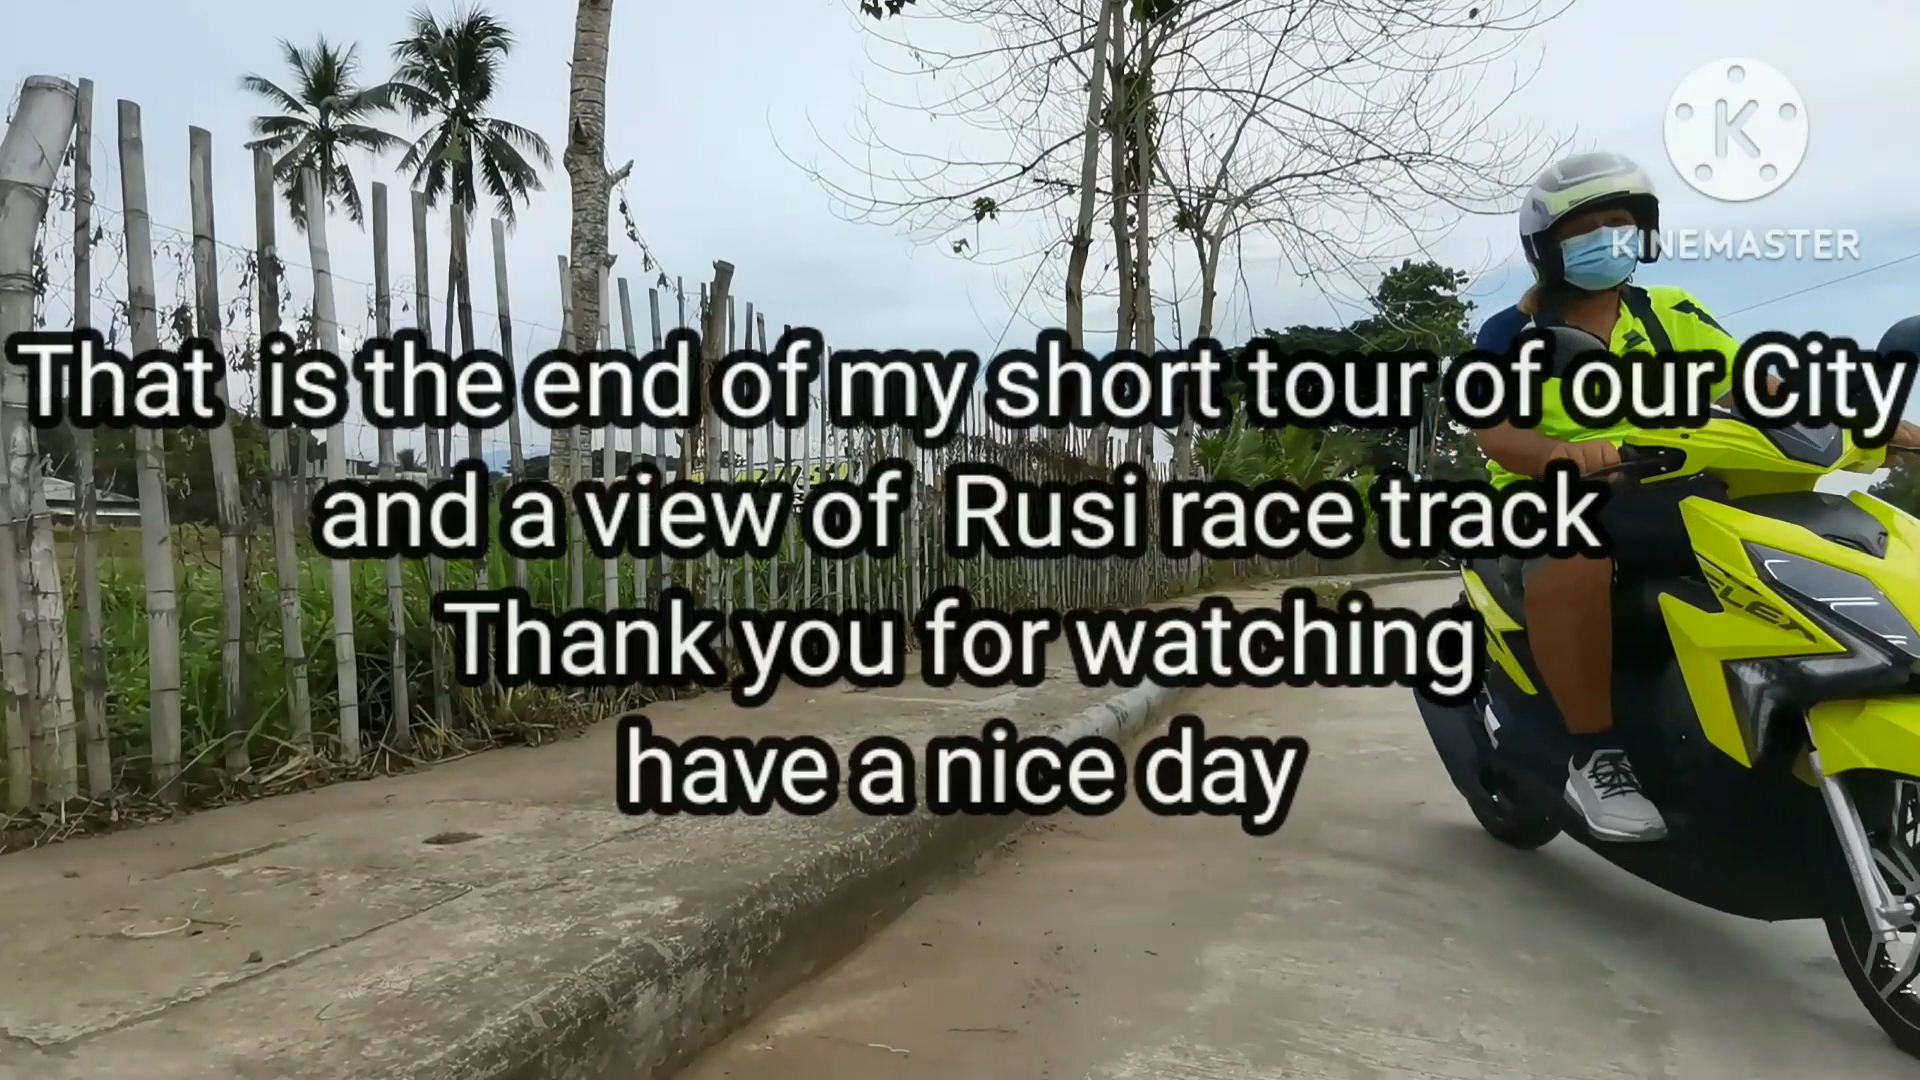 K
KINEMASTER
That is the end of my short tour of our City
and a view of Rusi race track
Thank you for watching
have a nice day
FLEX